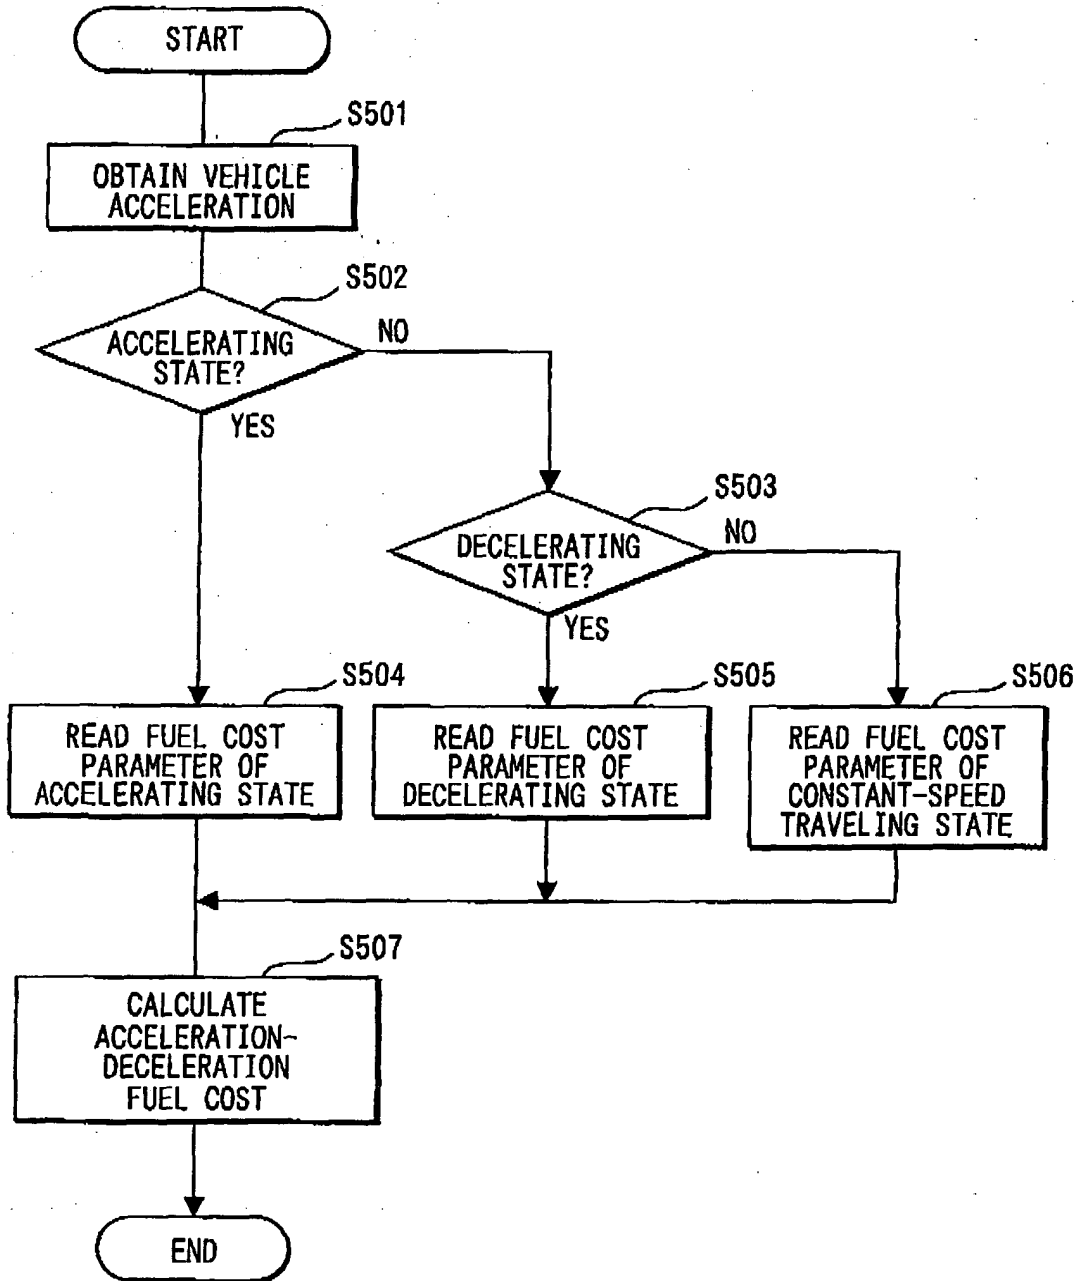 START
S501
OBTAIN VEHICLE
ACCELERATION
S502
ACCELERATING
STATE?
NO
YES
S503
DECELERATING
STATE?
NO
YES
S504
READ FUEL COST
PARAMETER OF
ACCELERATING STATE
S505
READ FUEL COST
PARAMETER OF
DECELERATING STATE
S506
READ FUEL COST
PARAMETER OF
CONSTANT-SPEED
TRAVELING STATE
S507
CALCULATE
ACCELERATION-
DECELERATION
FUEL COST
END